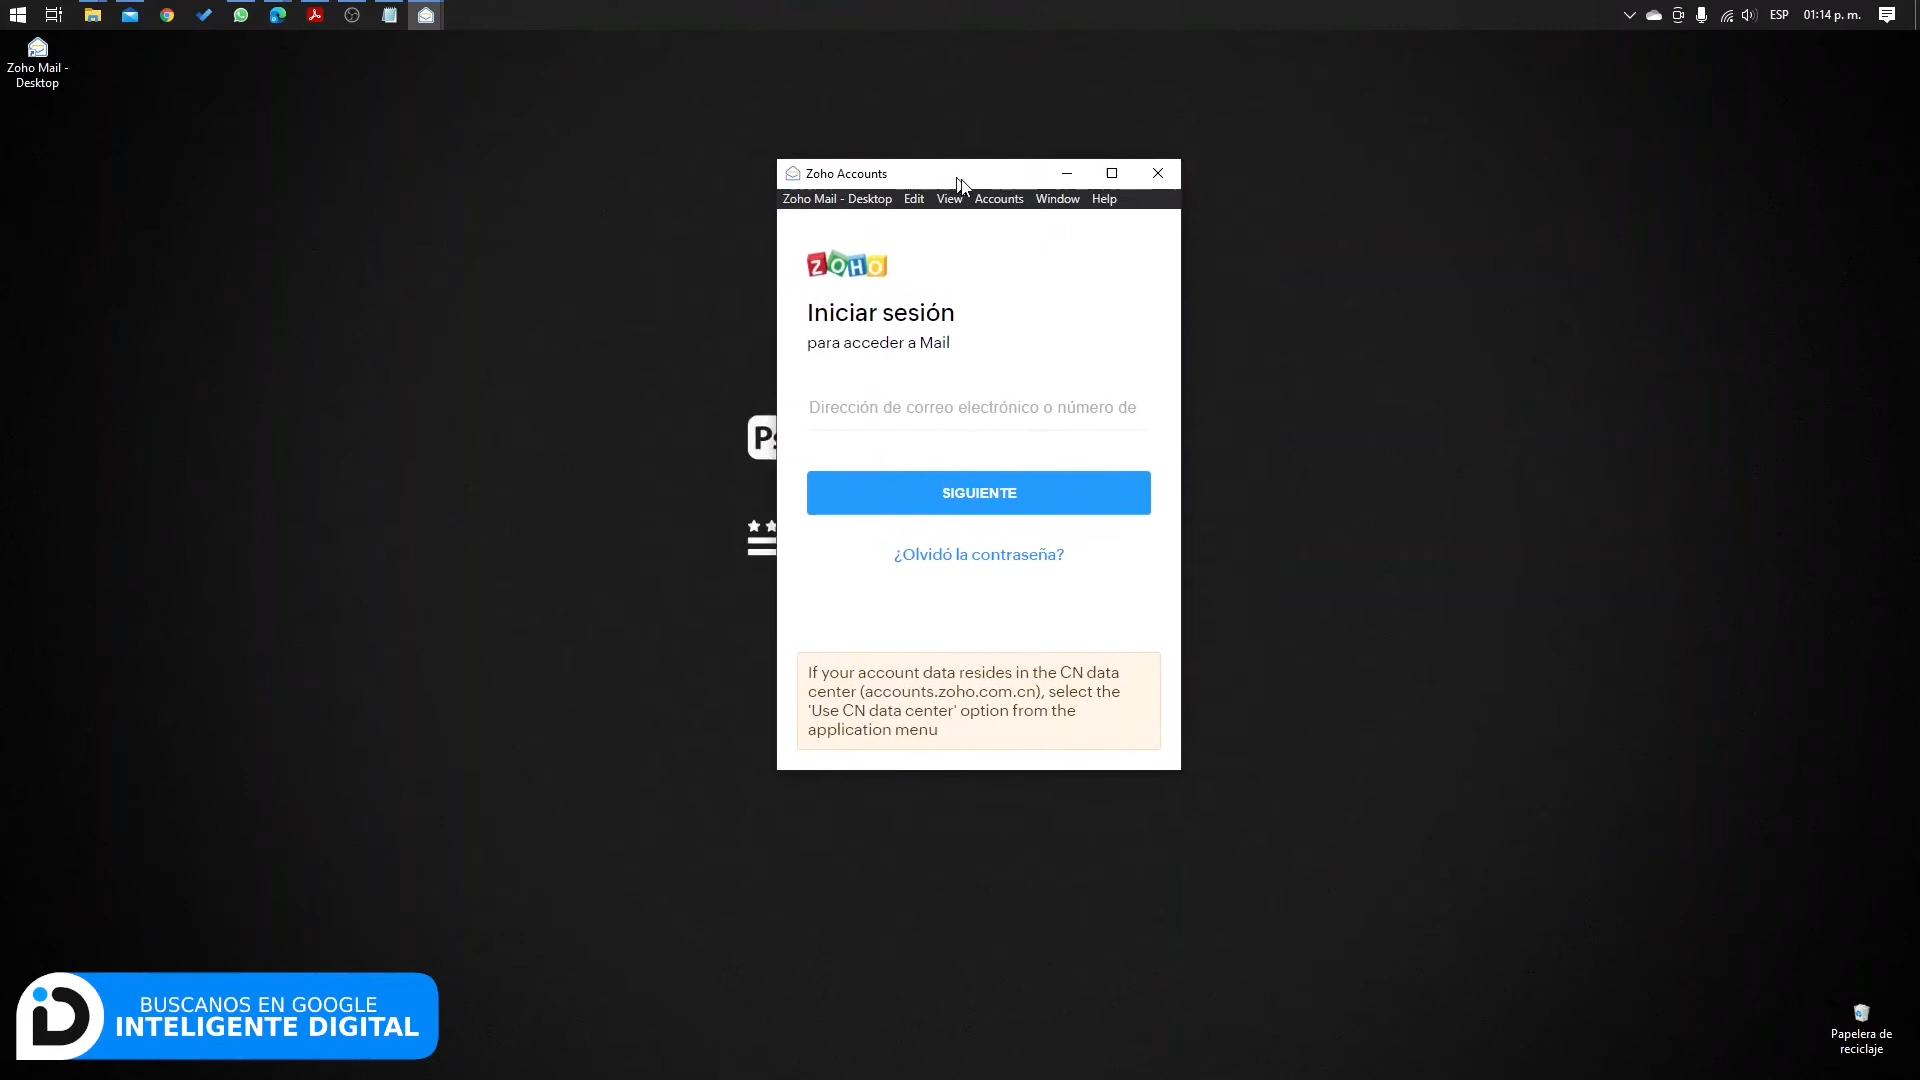 ESP
01:14 p. m.
Zoho Mail -
Desktop
Zoho Accounts
Zoho Mail - Desktop Edit View Accounts Window Help
ZOHO
Iniciar sesión
para acceder a Mail
Dirección de correo electrónico o número de
Ps
SIGUIENTE
¿Olvidó la contraseña?
If your account data resides in the CN data
center (accounts.zoho.com.cn), select the
'Use CN data center' option from the
application menu
BUSCANOS EN GOOGLE
INTELIGENTE DIGITAL
Papelera de
reciclaje